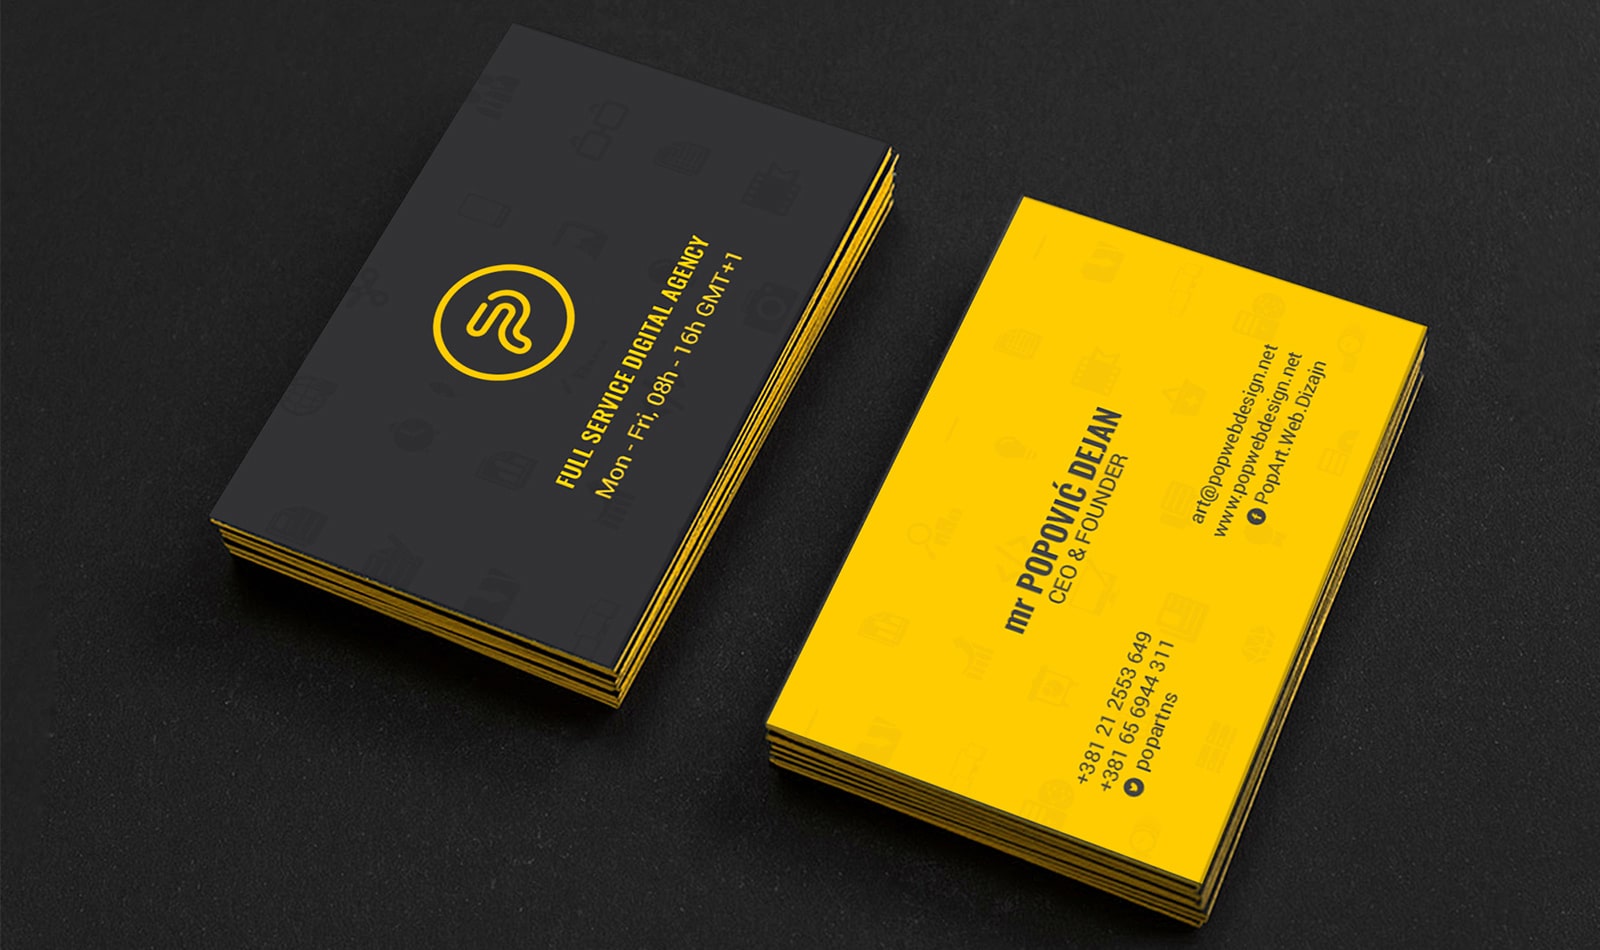 FULL SERVICE DIGITAL AGENCY
Mon - Fri, 08h - 16h GMT+1
mr POPOVIĆ DEJAN
CEO & FOUNDER
+381 21 2553 649
+381 65 6944 311
popartns
art@popwebdesign.net
www.popwebdesign.net
PopArt.Web.Dizajn